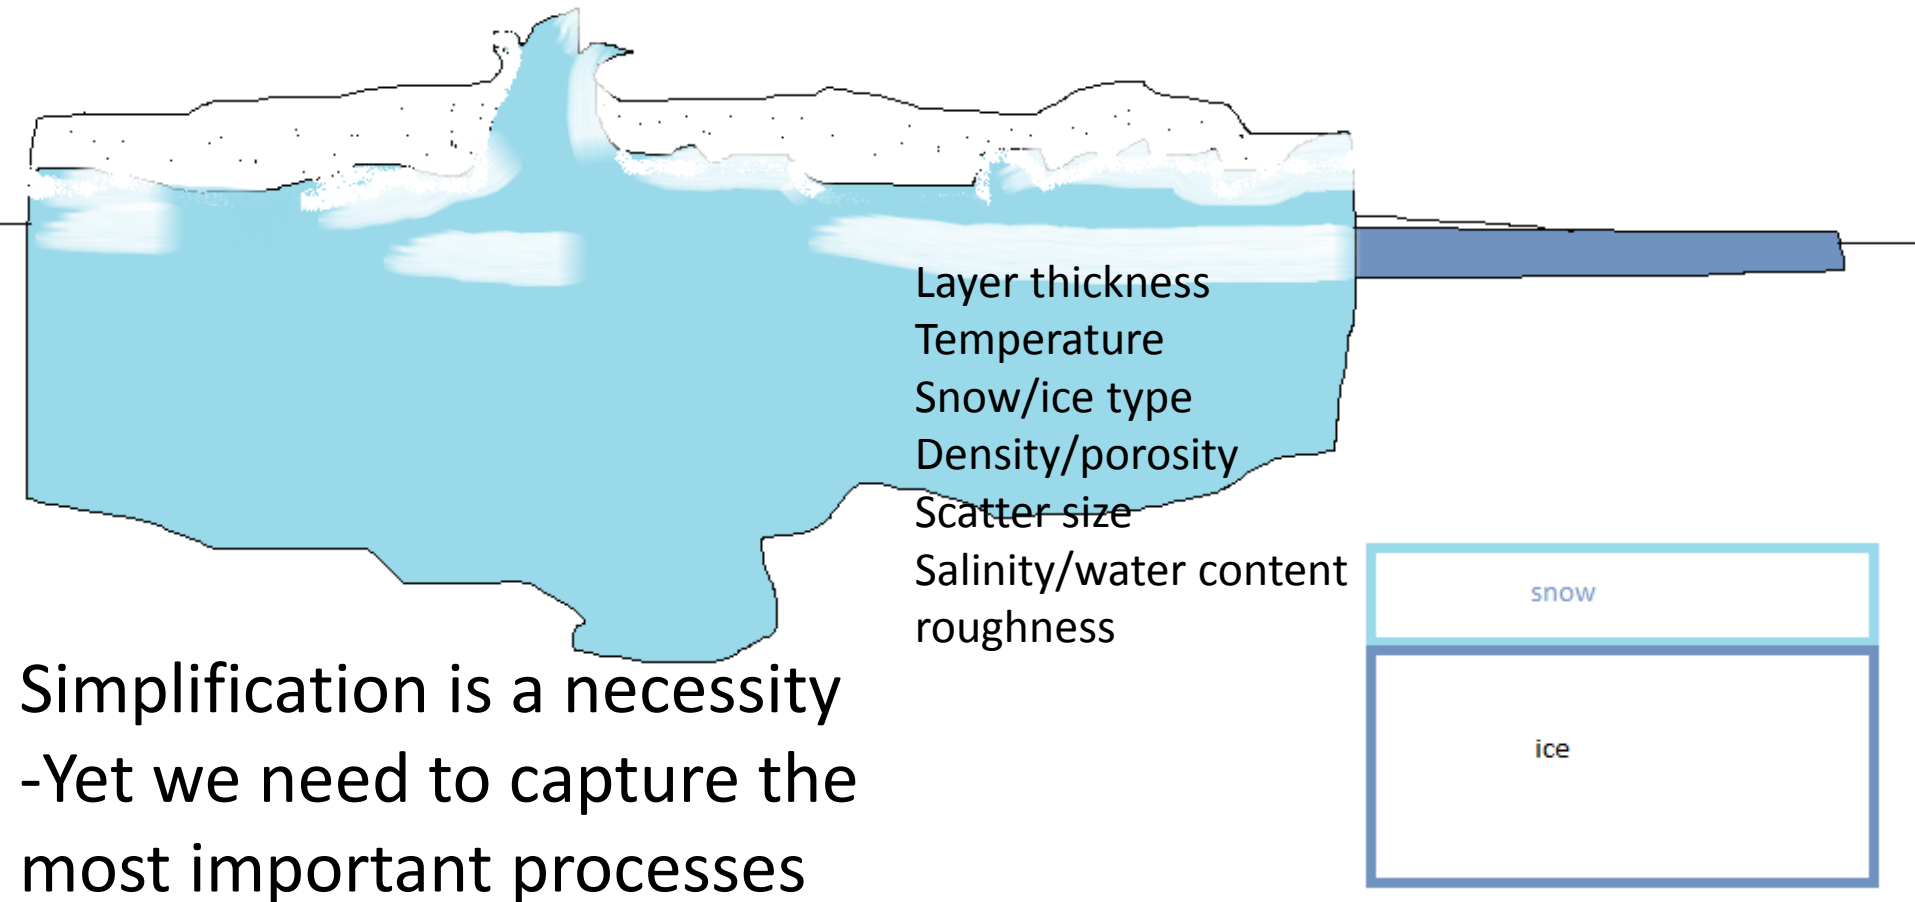 Layer thickness
Temperature
Snow/ice type
Density/porosity
Scatter size
Salinity/water content
roughness
snow
ice
Simplification is a necessity
-Yet we need to capture the
most important processes